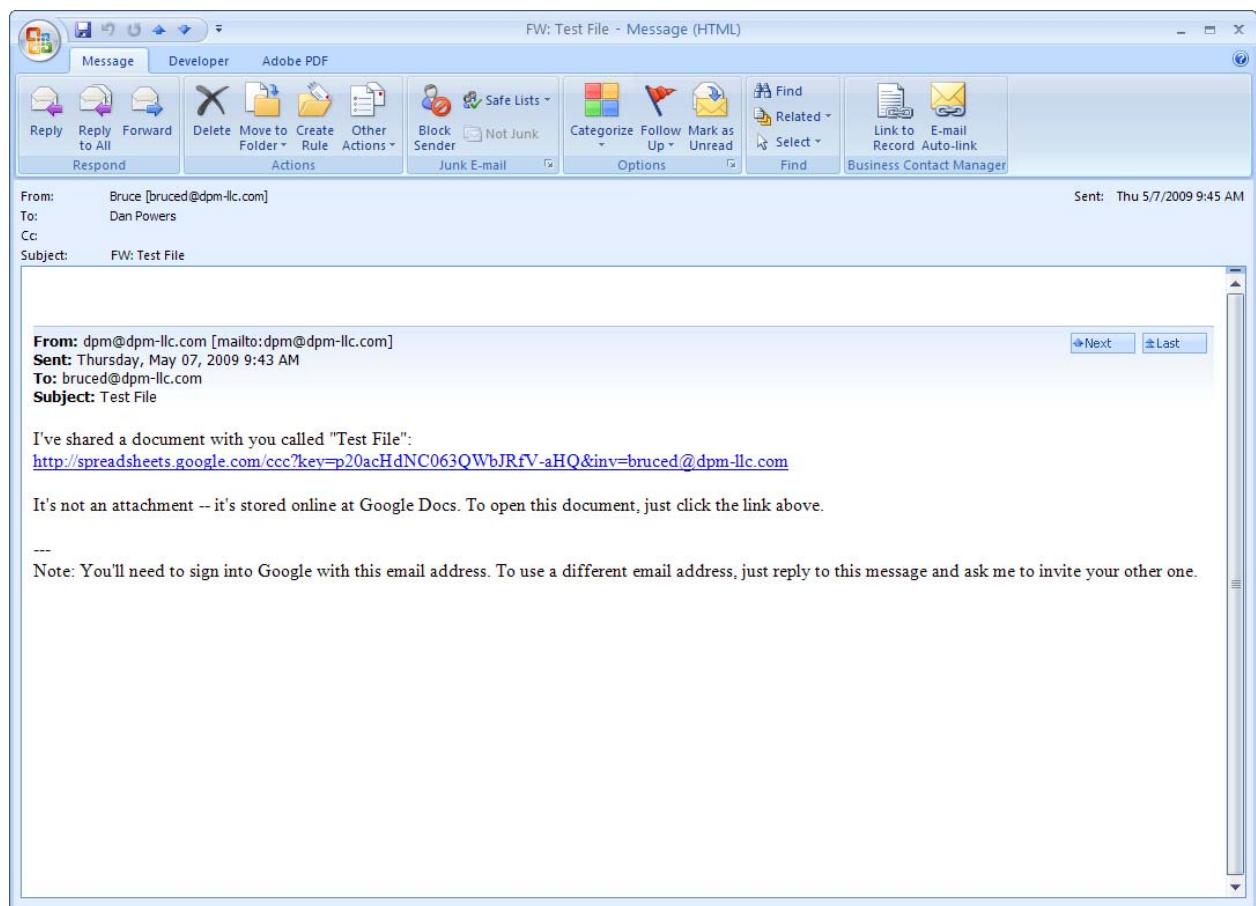 FW: Test File - Message (HTML)
Message Developer Adobe PDF
Reply Reply to All Forward
Respond
Delete Move to Folder Create Rule Other Actions
Actions
Block Sender Safe Lists Not Junk
Junk E-mail
Categorize Follow Up Mark as Unread
Options
Find Related Select
Find
Link to Record E-mail Auto-link
Business Contact Manager
From: Bruce [bruced@dpm-llc.com] Sent: Thu 5/7/2009 9:45 AM
To: Dan Powers
Cc:
Subject: FW: Test File
From: dpm@dpm-llc.com [mailto:dpm@dpm-llc.com] Next Last
Sent: Thursday, May 07, 2009 9:43 AM
To: bruced@dpm-llc.com
Subject: Test File
I've shared a document with you called "Test File":
http://spreadsheets.google.com/ccc?key=p20acHdNC063QWbJRfV-aHQ&inv=bruced@dpm-llc.com
It's not an attachment -- it's stored online at Google Docs. To open this document, just click the link above.
---
Note: You'll need to sign into Google with this email address. To use a different email address, just reply to this message and ask me to invite your other one.